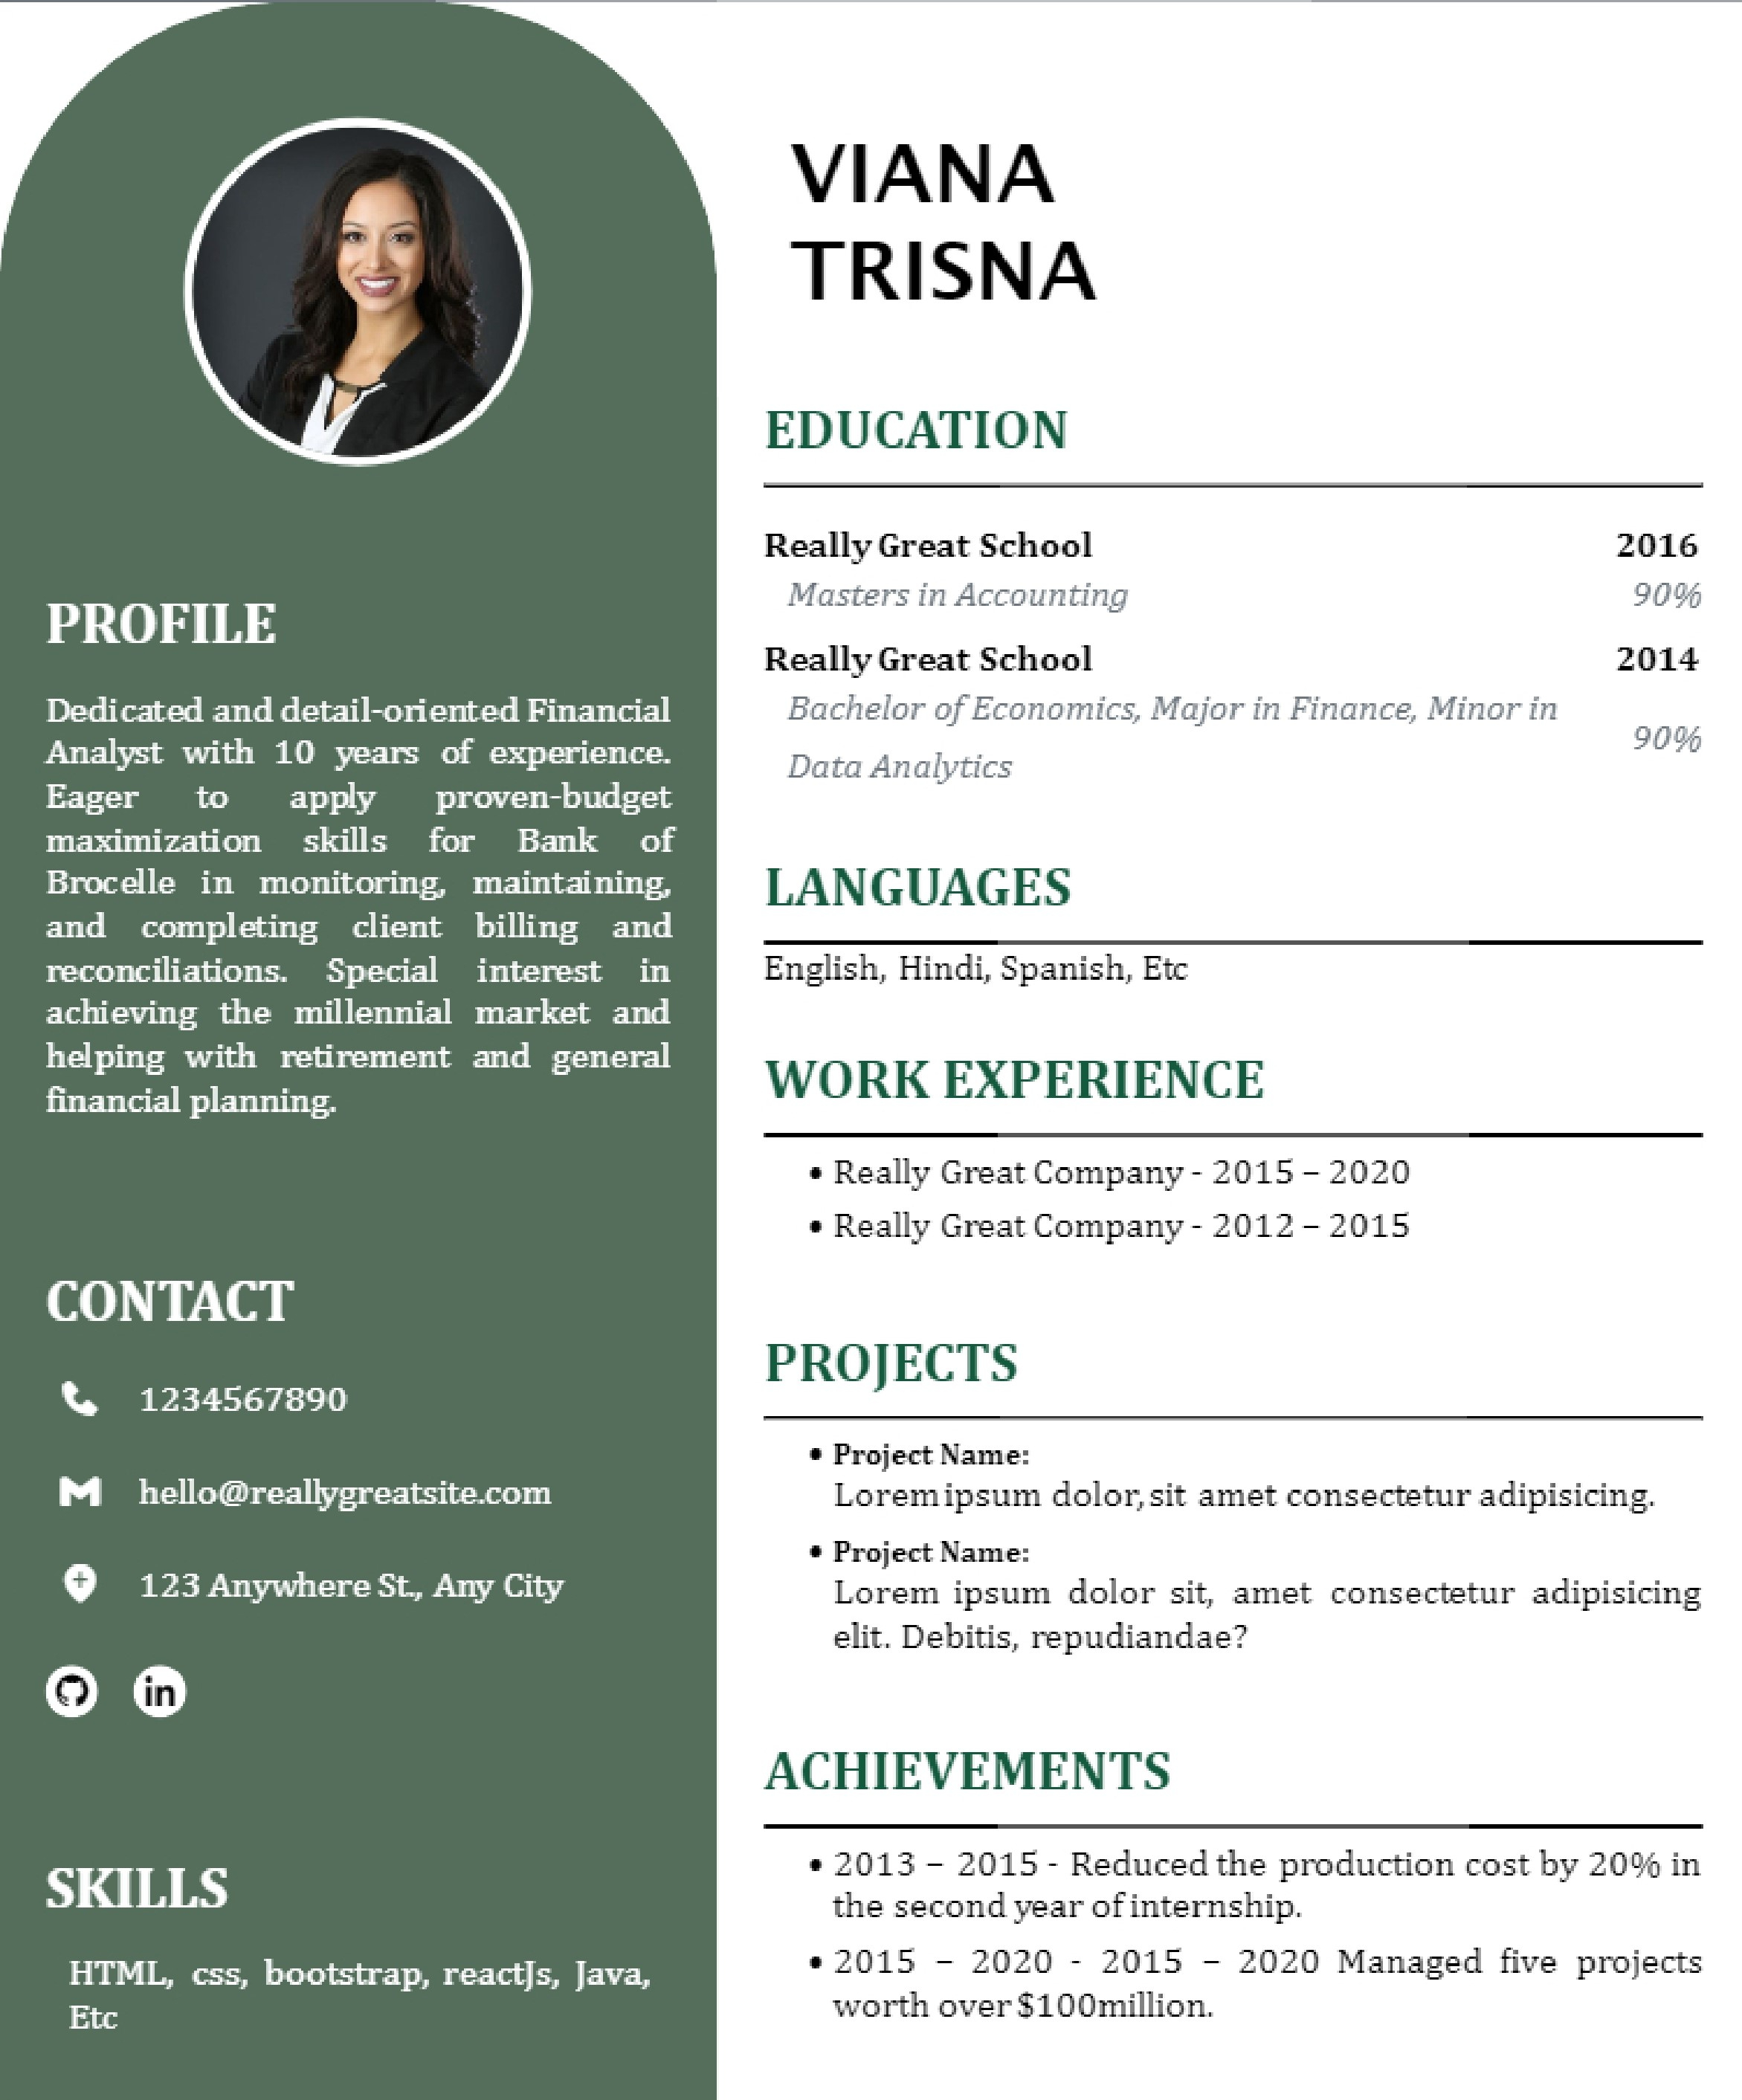 VIANA
TRISNA
PROFILE
Dedicated and detail-oriented Financial
Analyst with 10 years of experience.
Eager to apply proven-budget
maximization skills for Bank of
Brocelle in monitoring, maintaining,
and completing client billing and
reconciliations. Special interest in
achieving the millennial market and
helping with retirement and general
financial planning.
CONTACT
1234567890
hello@reallygreatsite.com
123 Anywhere St., Any City
in
SKILLS
HTML, css, bootstrap, reactJs, Java,
Etc
EDUCATION
Really Great School 2016
Masters in Accounting 90%
Really Great School 2014
Bachelor of Economics, Major in Finance, Minor in
90%
Data Analytics
LANGUAGES
English, Hindi, Spanish, Etc
WORK EXPERIENCE
• Really Great Company - 2015 – 2020
• Really Great Company - 2012 – 2015
PROJECTS
• Project Name:
Lorem ipsum dolor, sit amet consectetur adipisicing.
• Project Name:
Lorem ipsum dolor sit, amet consectetur adipisicing
elit. Debitis, repudiandae?
ACHIEVEMENTS
• 2013 – 2015 - Reduced the production cost by 20% in
the second year of internship.
• 2015 – 2020 - 2015 – 2020 Managed five projects
worth over $100million.